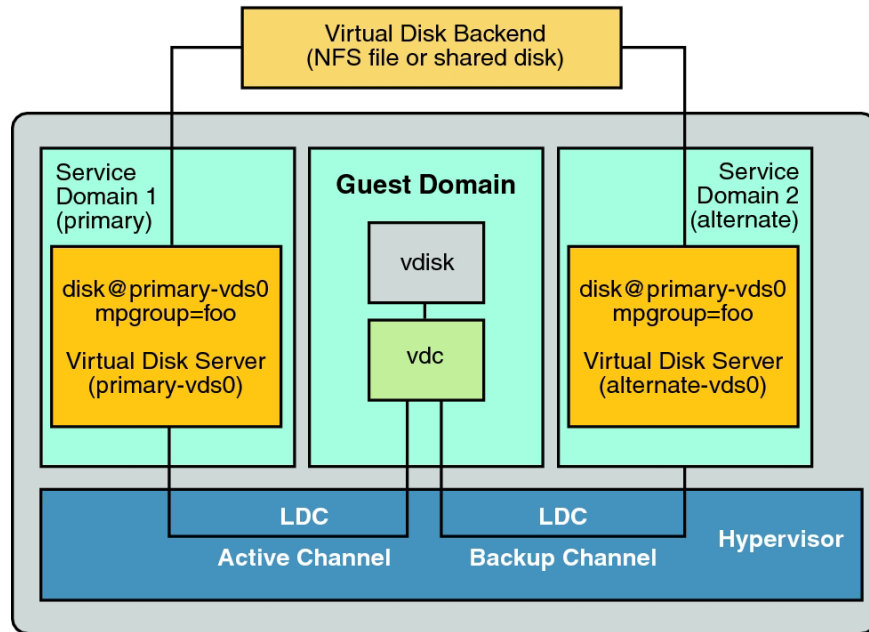 Virtual Disk Backend
(NFS file or shared disk)
Service
Domain 1
(primary)
disk@primary-vds0
mpgroup=foo
Virtual Disk Server
(primary-vds0)
Guest Domain
vdisk
vdc
Service
Domain 2
(alternate)
disk@primary-vds0
mpgroup=foo
Virtual Disk Server
(alternate-vds0)
LDC
Active Channel
LDC
Backup Channel
Hypervisor